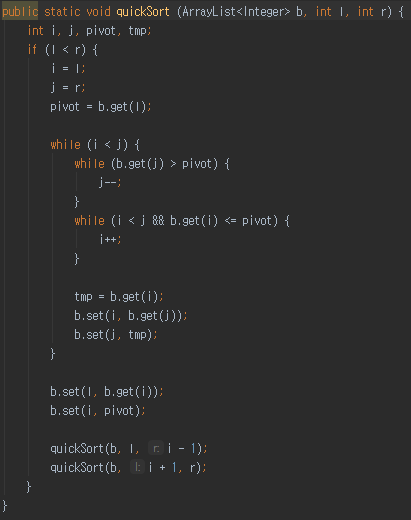 public static void quickSort (ArrayList<Integer> b, int l, int r) {
int i, j, pivot, tmp;
if (l < r) {
i = l;
j = r;
pivot = b.get(l);
while (i < j) {
while (b.get(j) > pivot) {
j--;
}
while (i < j && b.get(i) <= pivot) {
i++;
}
tmp = b.get(i);
b.set(i, b.get(j));
b.set(j, tmp);
}
b.set(l, b.get(i));
b.set(i, pivot);
quickSort(b, l, r: i - 1);
quickSort(b, l: i + 1, r);
}
}